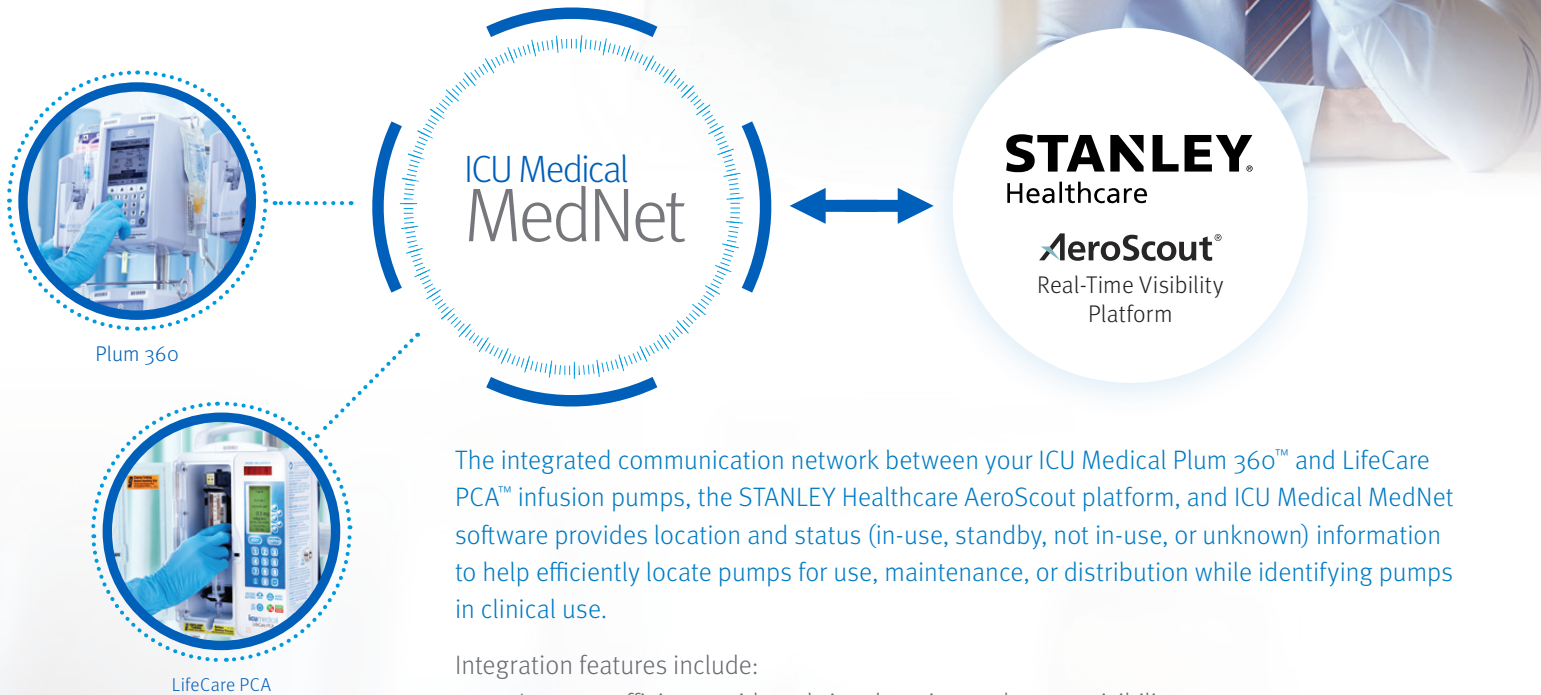 ICU Medical
MedNet
STANLEY®
Healthcare
AeroScout®
Real-Time Visibility
Platform
Plum 360
LifeCare PCA
The integrated communication network between your ICU Medical Plum 360™ and LifeCare
PCA™ infusion pumps, the STANLEY Healthcare AeroScout platform, and ICU Medical MedNet
software provides location and status (in-use, standby, not in-use, or unknown) information
to help efficiently locate pumps for use, maintenance, or distribution while identifying pumps
in clinical use.
Integration features include: